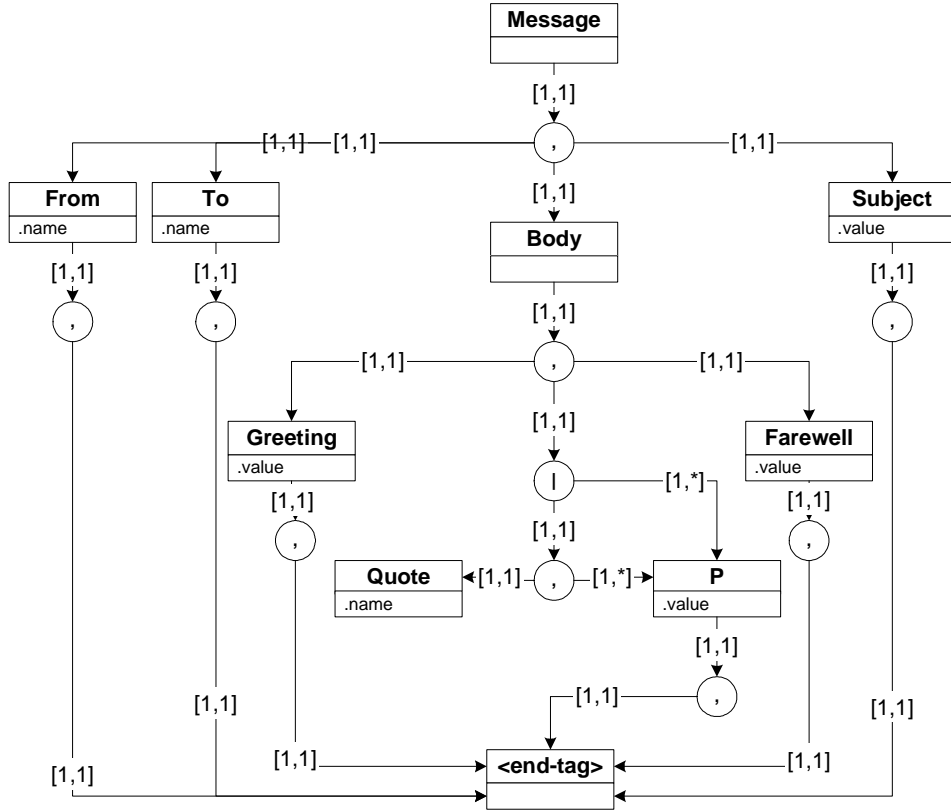 Message
[1,1]
[1,1] [1,1] , [1,1]
From To [1,1] Subject
.name .name .value
Body
[1,1] [1,1] [1,1]
, , [1,1] ,
[1,1] , [1,1]
[1,1]
Greeting Farewell
.value .value
| [1,*]
[1,1] [1,1]
[1,1]
, ,
Quote [1,1] , [1,*] P
.name .value
[1,1]
[1,1] [1,1] , [1,1]
[1,1] [1,1]
<end-tag>
[1,1]